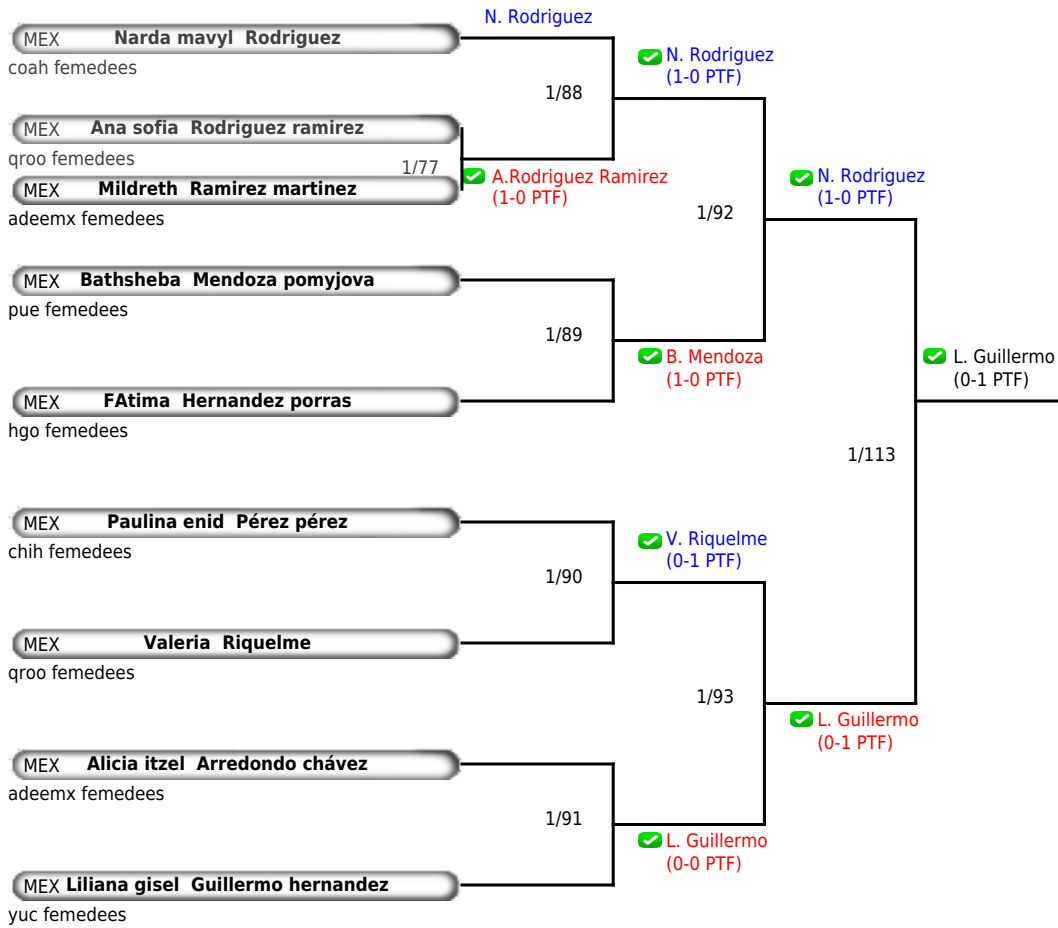 N. Rodriguez
MEX Narda mavyl Rodriguez
coah femedees
N. Rodriguez
(1-0 PTF)
1/88
MEX Ana sofia Rodriguez ramirez
qroo femedees
1/77
A.Rodriguez Ramirez
(1-0 PTF)
MEX Mildreth Ramirez martinez
adeemx femedees
N. Rodriguez
(1-0 PTF)
1/92
MEX Bathsheba Mendoza pomyjova
pue femedees
1/89
B. Mendoza
(1-0 PTF)
MEX FAtima Hernandez porras
hgo femedees
L. Guillermo
(0-1 PTF)
1/113
MEX Paulina enid Pérez pérez
chih femedees
V. Riquelme
(0-1 PTF)
1/90
MEX Valeria Riquelme
qroo femedees
1/93
L. Guillermo
(0-1 PTF)
MEX Alicia itzel Arredondo chávez
adeemx femedees
1/91
L. Guillermo
(0-0 PTF)
MEX Liliana gisel Guillermo hernandez
yuc femedees